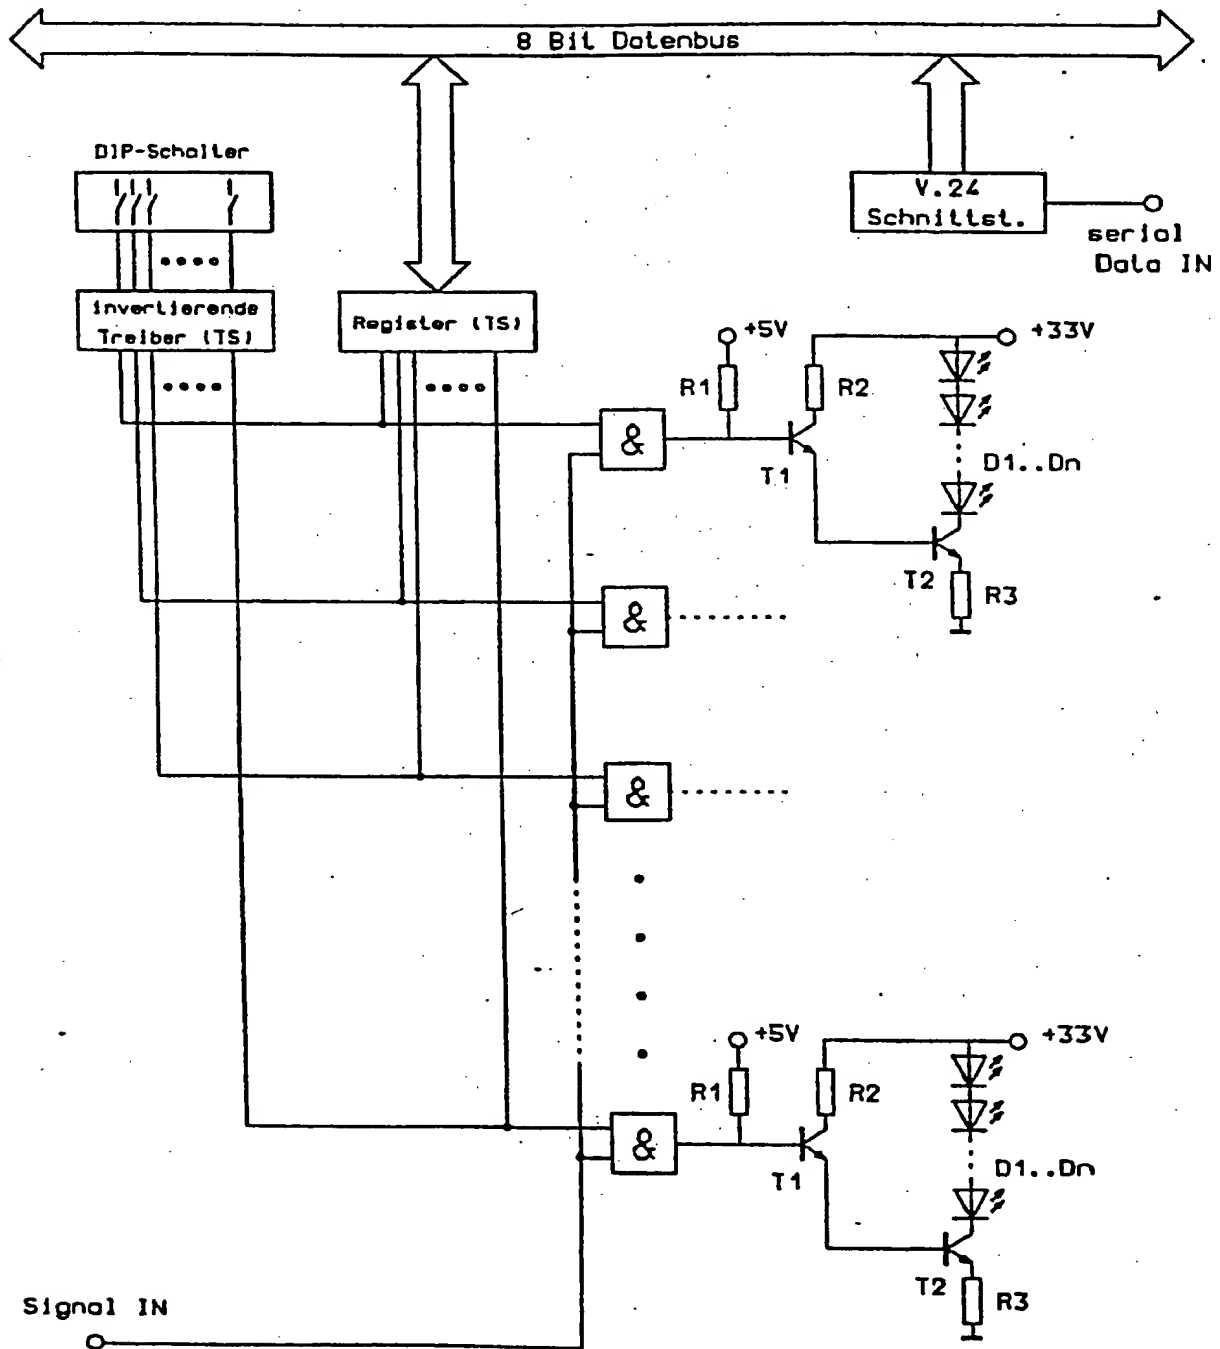 8 Bit Datenbus
DIP-Schalter
V.24
Schnittst.
serial
Data IN
invertierende
Treiber (TS)
Register (TS)
+5V
+33V
R1
R2
&
T1
D1..Dn
T2
R3
&
&
+5V
+33V
R1
R2
&
T1
D1..Dn
T2
R3
Signal IN